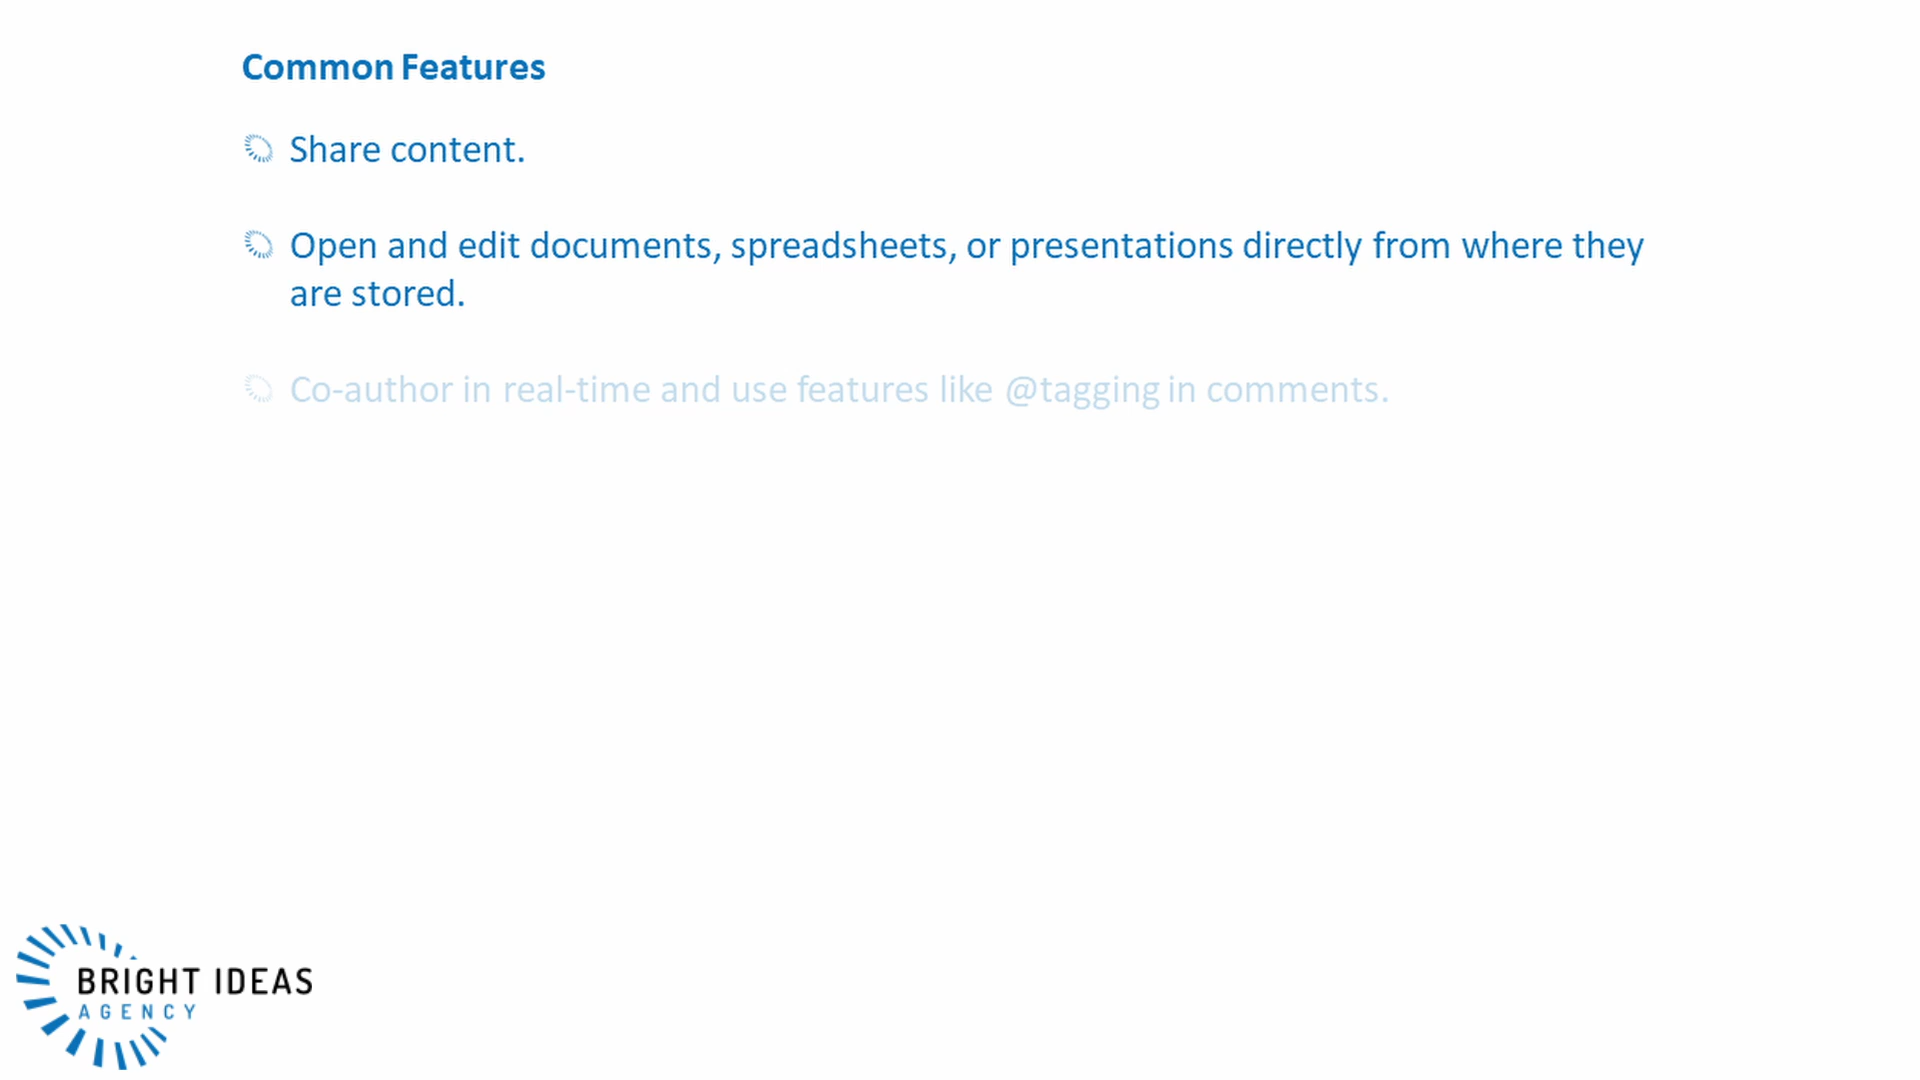 Common Features
Share content.
Open and edit documents, spreadsheets, or presentations directly from where they
are stored.
Co-author in real-time and use features like @tagging in comments.
BRIGHT IDEAS
AGENCY